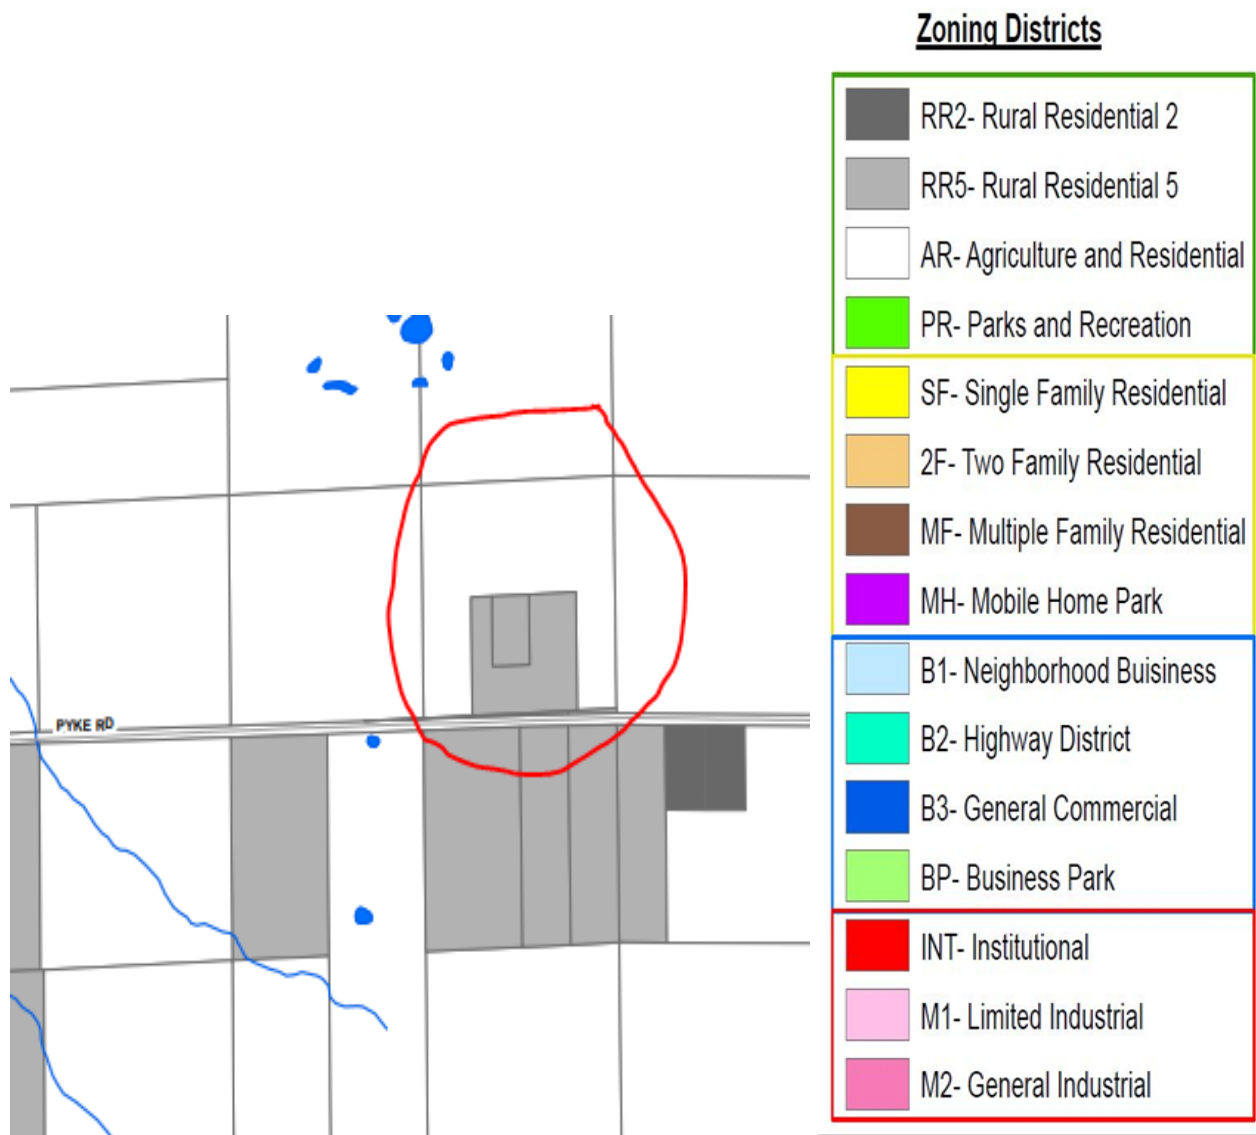 Zoning Districts
RR2- Rural Residential 2
RR5- Rural Residential 5
AR- Agriculture and Residential
PR- Parks and Recreation
SF- Single Family Residential
2F- Two Family Residential
MF- Multiple Family Residential
MH- Mobile Home Park
B1- Neighborhood Buisiness
B2- Highway District
B3- General Commercial
BP- Business Park
INT- Institutional
M1- Limited Industrial
M2- General Industrial
PYKE RD